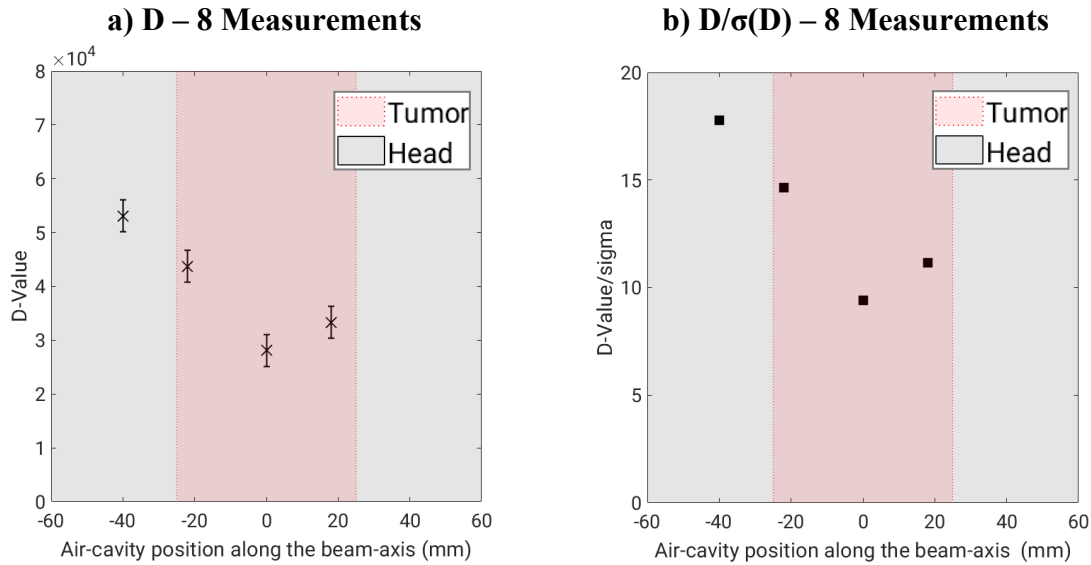 a) D – 8 Measurements
×10⁴
8
7
6
5
4
3
2
1
0
D-Value
-60 -40 -20 0 20 40 60
Air-cavity position along the beam-axis (mm)
Tumor
Head
b) D/σ(D) – 8 Measurements
20
15
10
5
0
D-Value/sigma
-60 -40 -20 0 20 40 60
Air-cavity position along the beam-axis (mm)
Tumor
Head